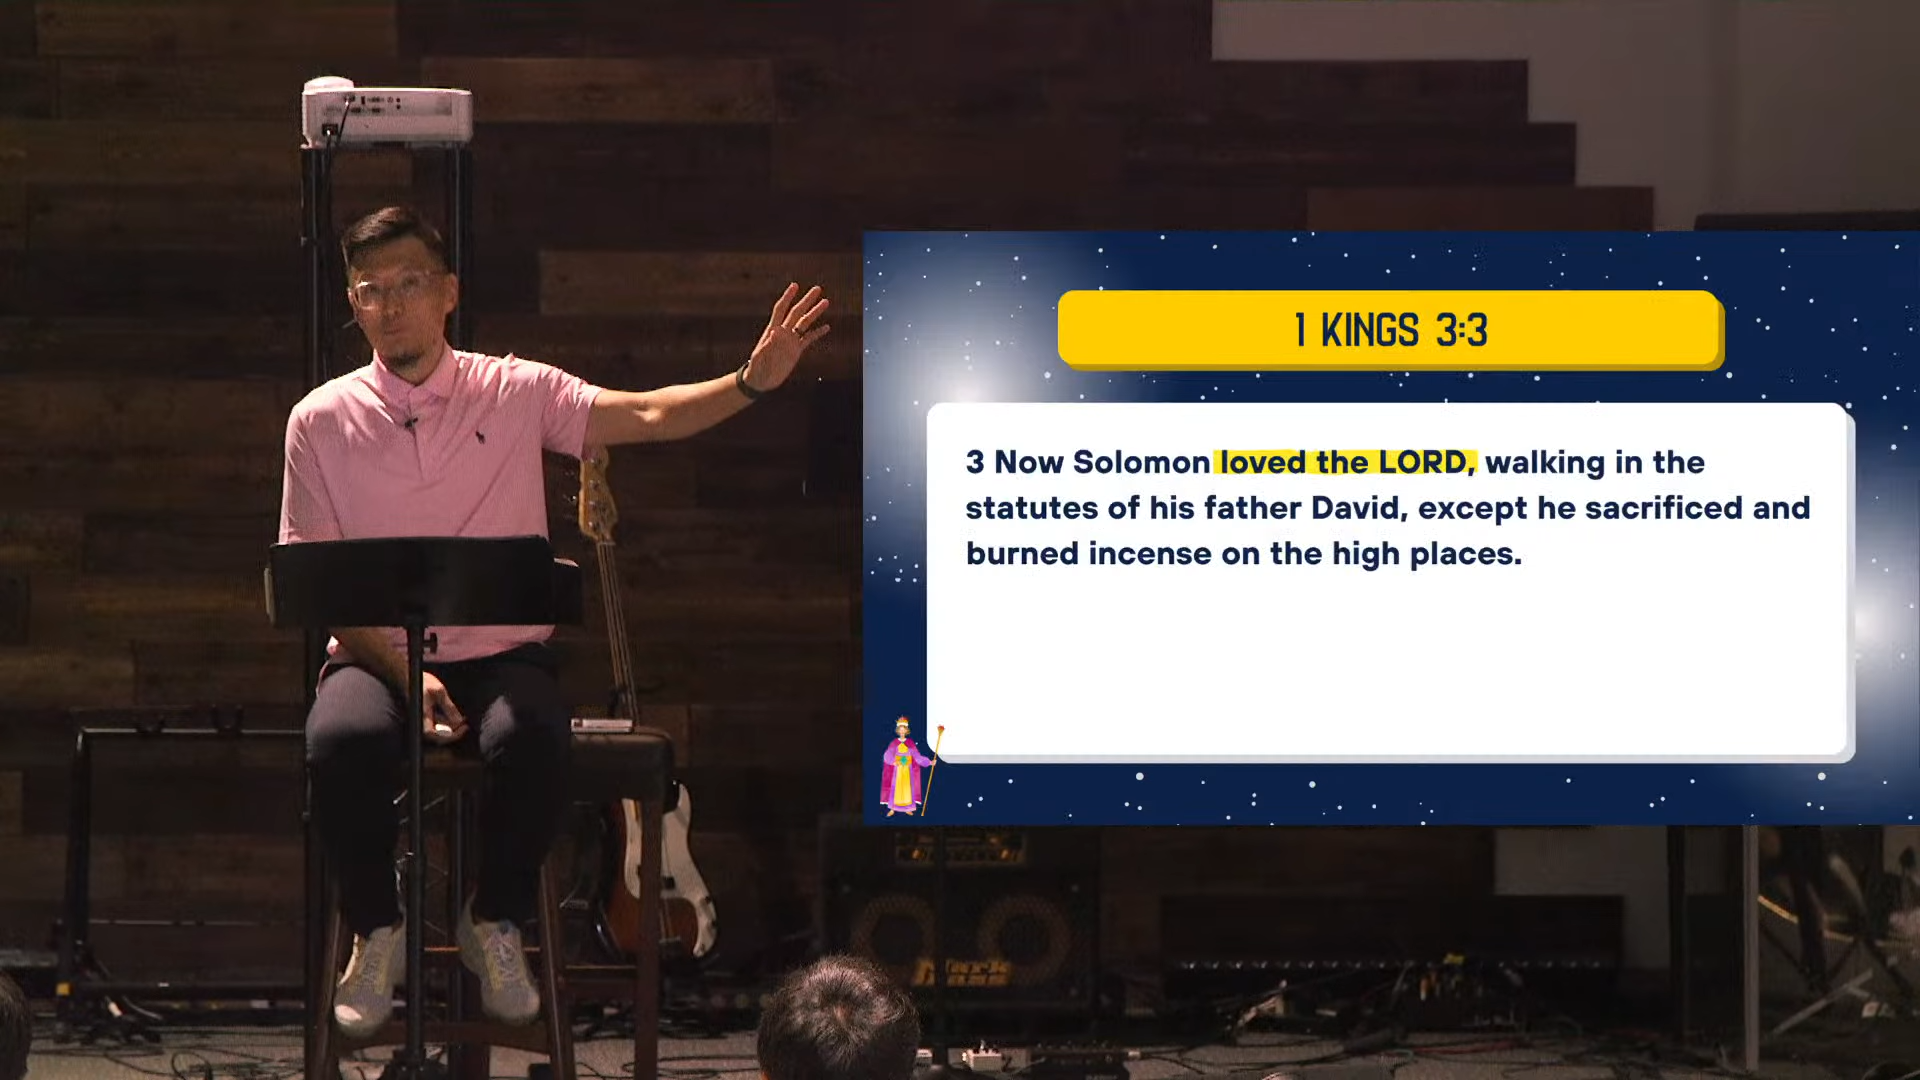 1 KINGS 3:3
3 Now Solomon loved the LORD, walking in the
statutes of his father David, except he sacrificed and
burned incense on the high places.